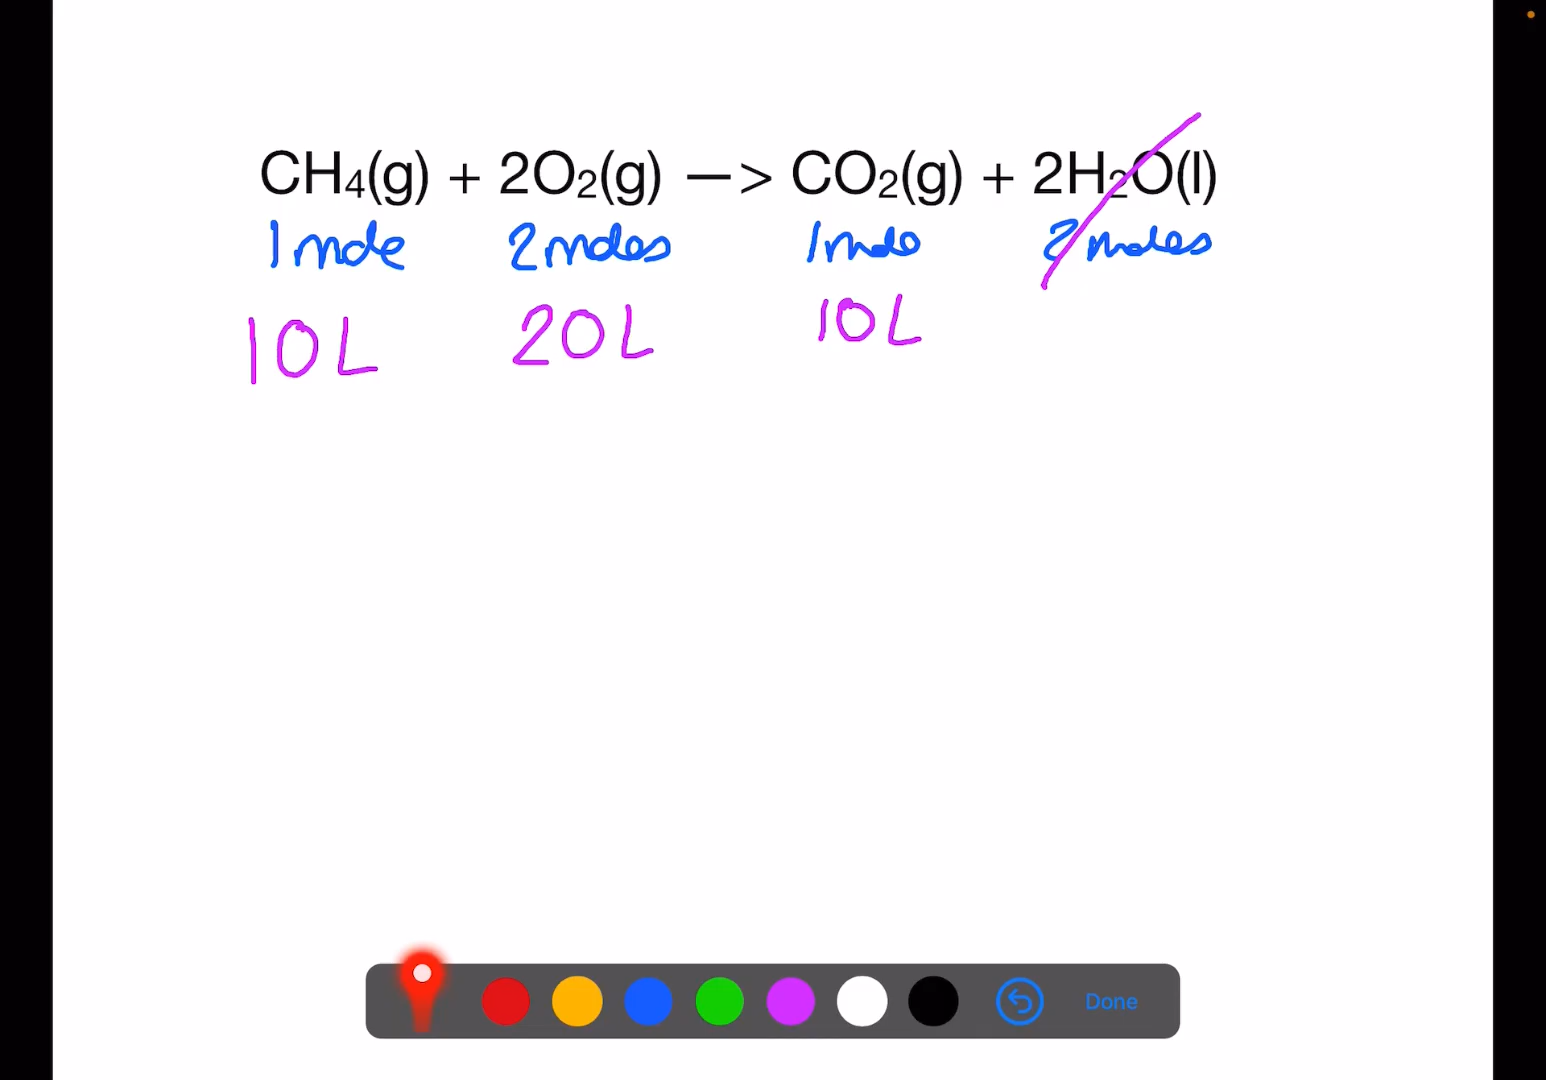 CH₄(g) + 2O₂(g) —> CO₂(g) + 2H₂O(l)
1 mole 2 moles 1 mole 2 moles
10L 20L 10L
Done